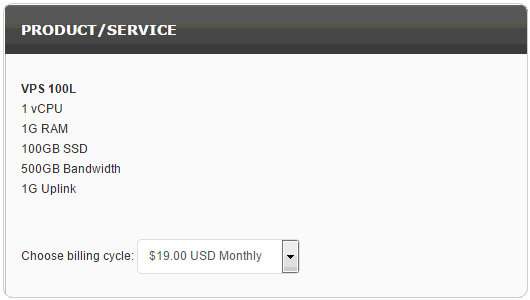 PRODUCT/SERVICE
VPS 100L
1 vCPU
1G RAM
100GB SSD
500GB Bandwidth
1G Uplink
Choose billing cycle: $19.00 USD Monthly